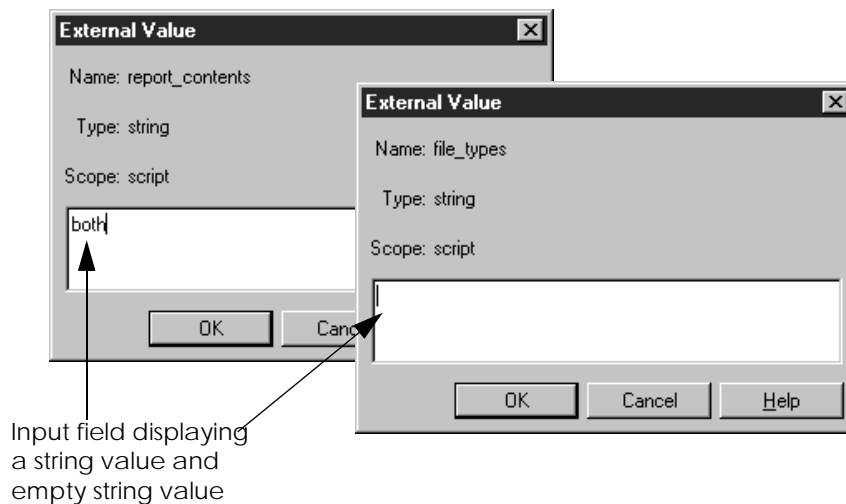 External Value
Name: report_contents
Type: string
Scope: script
both
OK
External Value
Name: file_types
Type: string
Scope: script
OK Cancel Help
Input field displaying
a string value and
empty string value